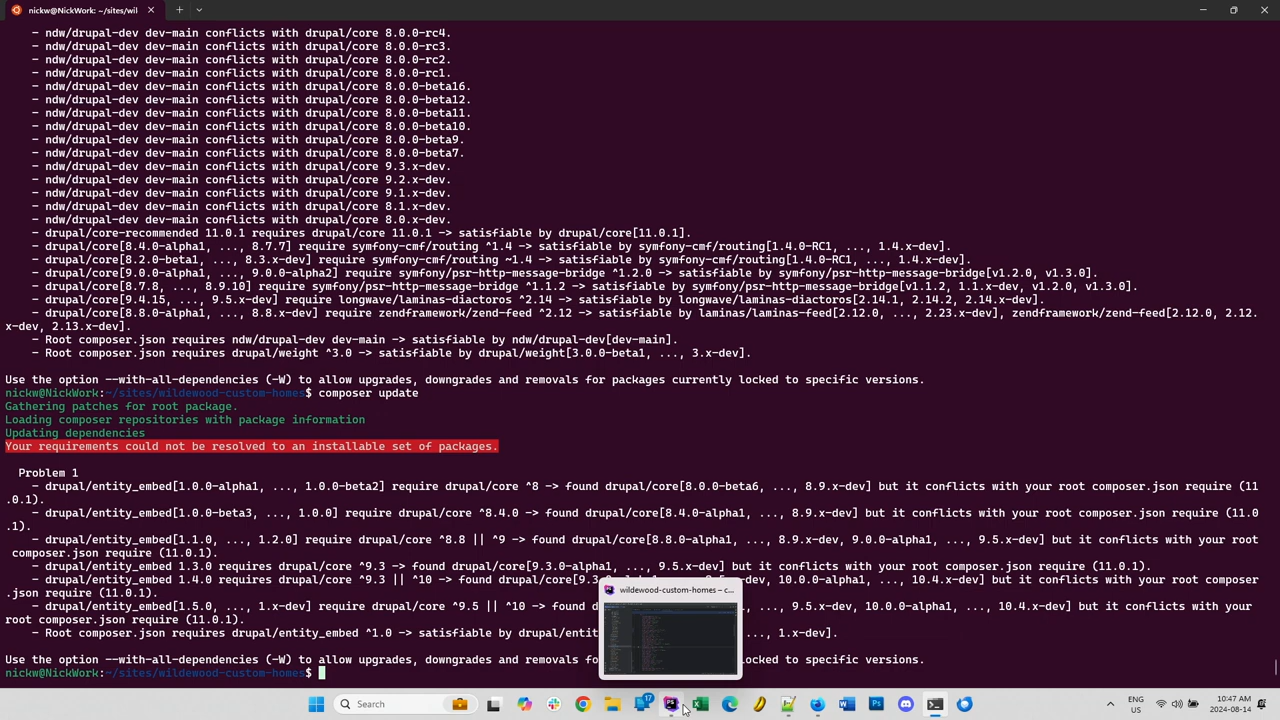 nickw@NickWork: ~/sites/wil
- ndw/drupal-dev dev-main conflicts with drupal/core 8.0.0-rc4.
- ndw/drupal-dev dev-main conflicts with drupal/core 8.0.0-rc3.
- ndw/drupal-dev dev-main conflicts with drupal/core 8.0.0-rc2.
- ndw/drupal-dev dev-main conflicts with drupal/core 8.0.0-rc1.
- ndw/drupal-dev dev-main conflicts with drupal/core 8.0.0-beta16.
- ndw/drupal-dev dev-main conflicts with drupal/core 8.0.0-beta12.
- ndw/drupal-dev dev-main conflicts with drupal/core 8.0.0-beta11.
- ndw/drupal-dev dev-main conflicts with drupal/core 8.0.0-beta10.
- ndw/drupal-dev dev-main conflicts with drupal/core 8.0.0-beta9.
- ndw/drupal-dev dev-main conflicts with drupal/core 8.0.0-beta7.
- ndw/drupal-dev dev-main conflicts with drupal/core 9.3.x-dev.
- ndw/drupal-dev dev-main conflicts with drupal/core 9.2.x-dev.
- ndw/drupal-dev dev-main conflicts with drupal/core 9.1.x-dev.
- ndw/drupal-dev dev-main conflicts with drupal/core 8.1.x-dev.
- ndw/drupal-dev dev-main conflicts with drupal/core 8.0.x-dev.
- drupal/core-recommended 11.0.1 requires drupal/core 11.0.1 -> satisfiable by drupal/core[11.0.1].
- drupal/core[8.4.0-alpha1, ..., 8.7.7] require symfony-cmf/routing ^1.4 -> satisfiable by symfony-cmf/routing[1.4.0-RC1, ..., 1.4.x-dev].
- drupal/core[8.2.0-beta1, ..., 8.3.x-dev] require symfony-cmf/routing ~1.4 -> satisfiable by symfony-cmf/routing[1.4.0-RC1, ..., 1.4.x-dev].
- drupal/core[9.0.0-alpha1, ..., 9.0.0-alpha2] require symfony/psr-http-message-bridge ^1.2.0 -> satisfiable by symfony/psr-http-message-bridge[v1.2.0, v1.3.0].
- drupal/core[8.7.8, ..., 8.9.10] require symfony/psr-http-message-bridge ^1.1.2 -> satisfiable by symfony/psr-http-message-bridge[v1.1.2, 1.1.x-dev, v1.2.0, v1.3.0].
- drupal/core[9.4.15, ..., 9.5.x-dev] require longwave/laminas-diactoros ^2.14 -> satisfiable by longwave/laminas-diactoros[2.14.1, 2.14.2, 2.14.x-dev].
- drupal/core[8.8.0-alpha1, ..., 8.8.x-dev] require zendframework/zend-feed ^2.12 -> satisfiable by laminas/laminas-feed[2.12.0, ..., 2.23.x-dev], zendframework/zend-feed[2.12.0, 2.12.
x-dev, 2.13.x-dev].
- Root composer.json requires ndw/drupal-dev dev-main -> satisfiable by ndw/drupal-dev[dev-main].
- Root composer.json requires drupal/weight ^3.0 -> satisfiable by drupal/weight[3.0.0-beta1, ..., 3.x-dev].
Use the option --with-all-dependencies (-W) to allow upgrades, downgrades and removals for packages currently locked to specific versions.
nickw@NickWork:~/sites/wildewood-custom-homes$ composer update
Gathering patches for root package.
Loading composer repositories with package information
Updating dependencies
Your requirements could not be resolved to an installable set of packages.
Problem 1
- drupal/entity_embed[1.0.0-alpha1, ..., 1.0.0-beta2] require drupal/core ^8 -> found drupal/core[8.0.0-beta6, ..., 8.9.x-dev] but it conflicts with your root composer.json require (11
.0.1).
- drupal/entity_embed[1.0.0-beta3, ..., 1.0.0] require drupal/core ^8.4.0 -> found drupal/core[8.4.0-alpha1, ..., 8.9.x-dev] but it conflicts with your root composer.json require (11.0
.1).
- drupal/entity_embed[1.1.0, ..., 1.2.0] require drupal/core ^8.8 || ^9 -> found drupal/core[8.8.0-alpha1, ..., 8.9.x-dev, 9.0.0-alpha1, ..., 9.5.x-dev] but it conflicts with your root
composer.json require (11.0.1).
- drupal/entity_embed 1.3.0 requires drupal/core ^9.3 -> found drupal/core[9.3.0-alpha1, ..., 9.5.x-dev] but it conflicts with your root composer.json require (11.0.1).
- drupal/entity_embed 1.4.0 requires drupal/core ^9.3 || ^10 -> found drupal/core[9.3.0-al 5.x-dev, 10.0.0-alpha1, ..., 10.4.x-dev] but it conflicts with your root composer
.json require (11.0.1).
- drupal/entity_embed[1.5.0, ..., 1.x-dev] require drupal/core ^9.5 || ^10 -> found d ., 9.5.x-dev, 10.0.0-alpha1, ..., 10.4.x-dev] but it conflicts with your
root composer.json require (11.0.1).
- Root composer.json requires drupal/entity_embed ^1.0 -> satisfiable by drupal/enti ..., 1.x-dev].
Use the option --with-all-dependencies (-W) to allow upgrades, downgrades and removals fo locked to specific versions.
nickw@NickWork:~/sites/wildewood-custom-homes$
wildewood-custom-homes – c...
Search
17
ENG
US
10:47 AM
2024-08-14